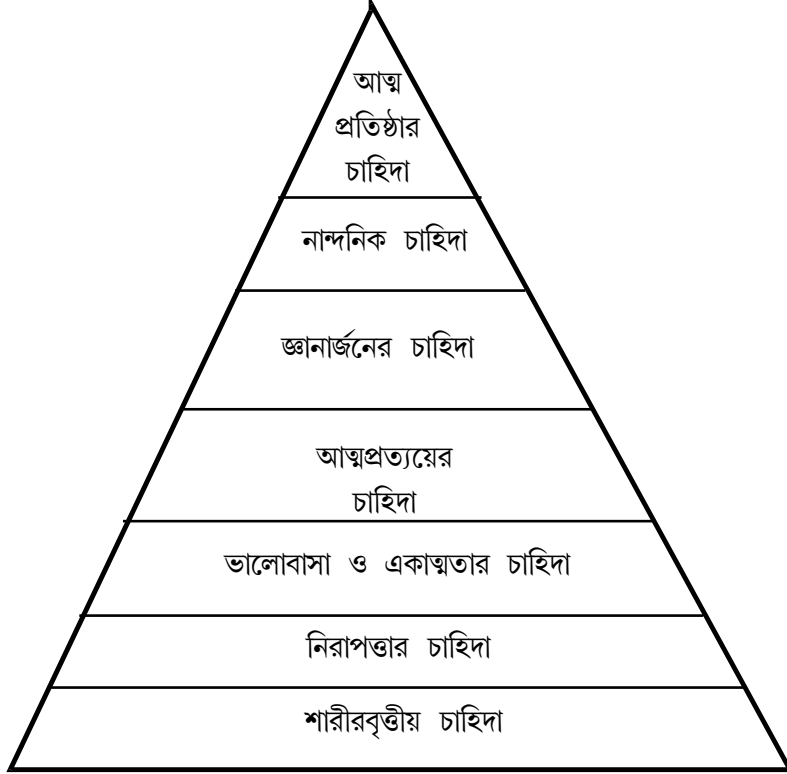 আত্ম
প্রতিষ্ঠার
চাহিদা
নান্দনিক চাহিদা
জ্ঞানার্জনের চাহিদা
আত্মপ্রত্যয়ের
চাহিদা
ভালোবাসা ও একাত্মতার চাহিদা
নিরাপত্তার চাহিদা
শারীরবৃত্তীয় চাহিদা